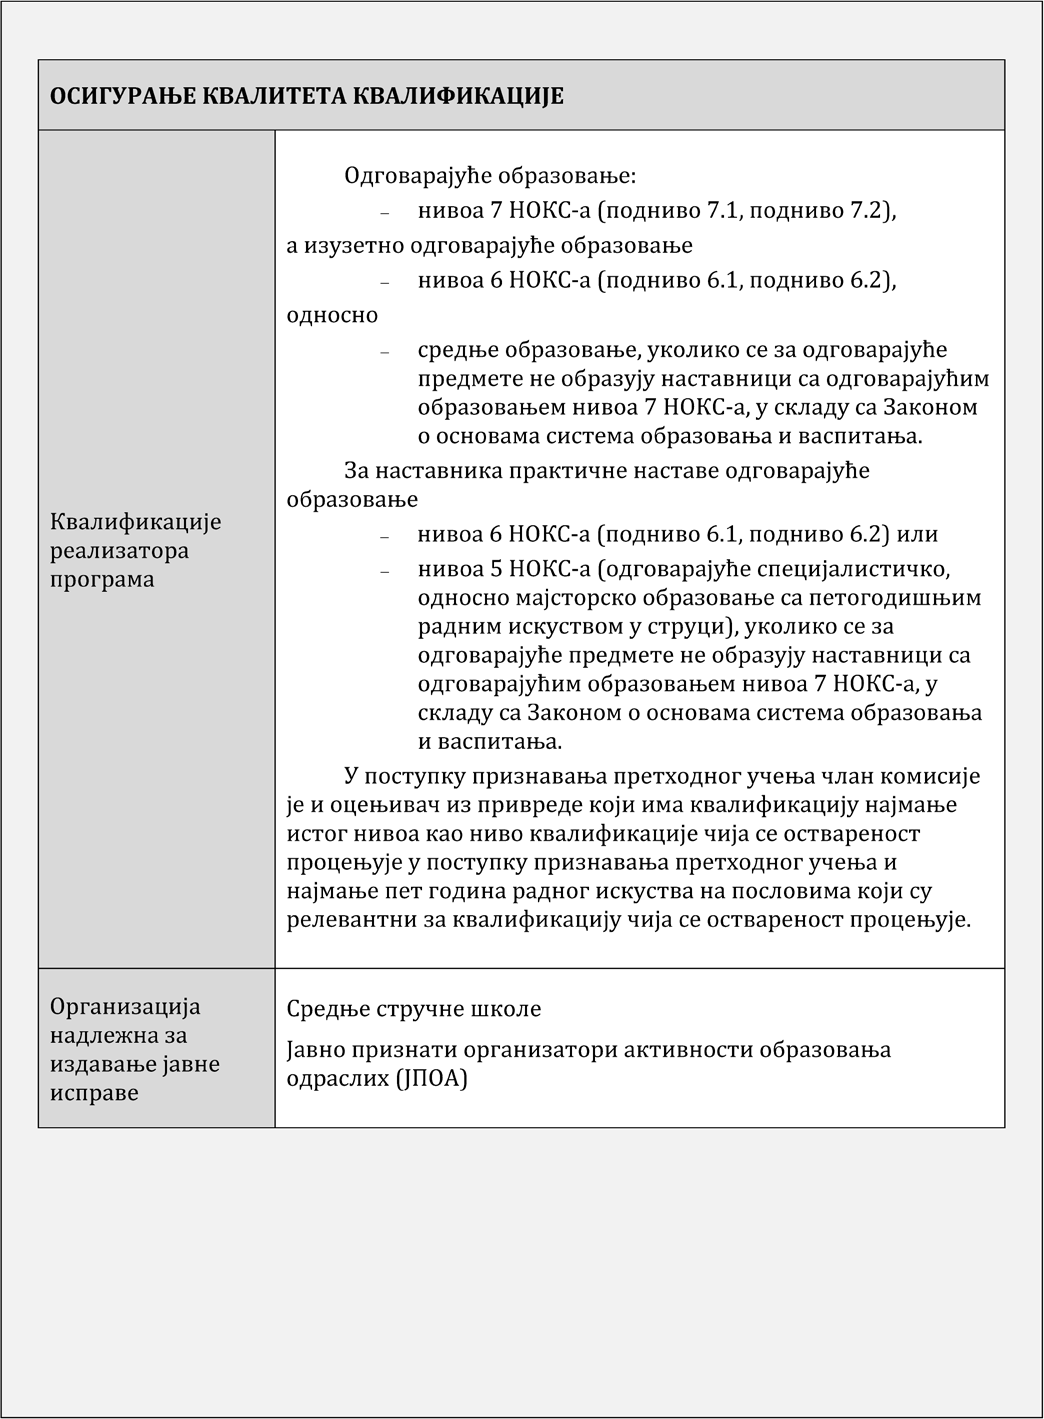 ОСИГУРАЊЕ КВАЛИТЕТА КВАЛИФИКАЦИЈЕ
Квалификације
реализатора
програма
Одговарајуће образовање:
– нивоа 7 НОКС-а (подниво 7.1, подниво 7.2),
а изузетно одговарајуће образовање
– нивоа 6 НОКС-а (подниво 6.1, подниво 6.2),
односно
– средње образовање, уколико се за одговарајуће
предмете не образују наставници са одговарајућим
образовањем нивоа 7 НОКС-а, у складу са Законом
о основама система образовања и васпитања.
За наставника практичне наставе одговарајуће
образовање
– нивоа 6 НОКС-а (подниво 6.1, подниво 6.2) или
– нивоа 5 НОКС-а (одговарајуће специјалистичко,
односно мајсторско образовање са петогодишњим
радним искуством у струци), уколико се за
одговарајуће предмете не образују наставници са
одговарајућим образовањем нивоа 7 НОКС-а, у
складу са Законом о основама система образовања
и васпитања.
У поступку признавања претходног учења члан комисије
је и оцењивач из привреде који има квалификацију најмање
истог нивоа као ниво квалификације чија се оствареност
процењује у поступку признавања претходног учења и
најмање пет година радног искуства на пословима који су
релевантни за квалификацију чија се оствареност процењује.
Организација
надлежна за
издавање јавне
исправе
Средње стручне школе
Јавно признати организатори активности образовања
одраслих (ЈПОА)